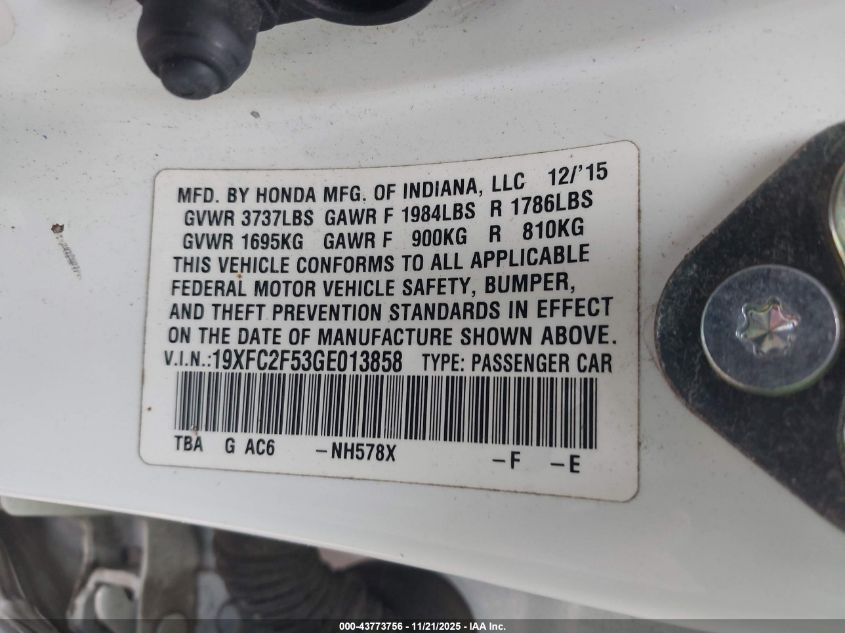 MFD. BY HONDA MFG. OF INDIANA, LLC 12/'15
GVWR 3737LBS GAWR F 1984LBS R 1786LBS
GVWR 1695KG GAWR F 900KG R 810KG
THIS VEHICLE CONFORMS TO ALL APPLICABLE
FEDERAL MOTOR VEHICLE SAFETY, BUMPER,
AND THEFT PREVENTION STANDARDS IN EFFECT
ON THE DATE OF MANUFACTURE SHOWN ABOVE.
V.I.N.:19XFC2F53GE013858 TYPE: PASSENGER CAR
TBA G AC6 -NH578X -F -E
000-43773756 - 11/21/2025 - IAA Inc.